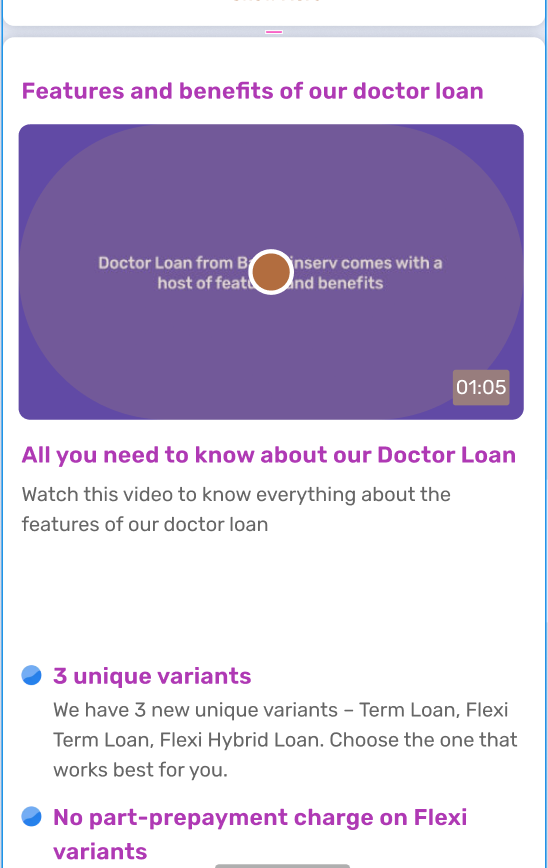 Features and benefits of our doctor loan
Doctor Loan from inserv comes with a
host of and benefits
01:05
All you need to know about our Doctor Loan
Watch this video to know everything about the
features of our doctor loan
3 unique variants
We have 3 new unique variants – Term Loan, Flexi
Term Loan, Flexi Hybrid Loan. Choose the one that
works best for you.
No part-prepayment charge on Flexi
variants